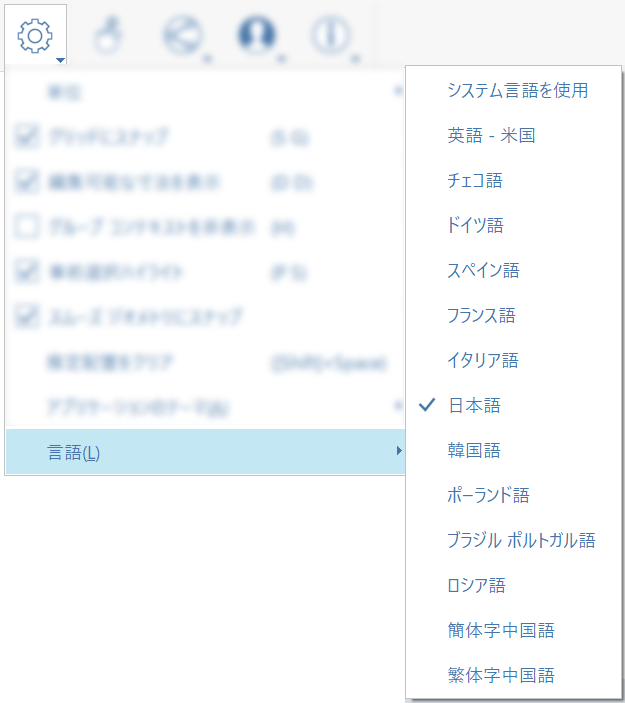 単位
グリッドにスナップ (S G)
編集可能な寸法を表示 (D D)
グループ コンテキストを非表示 (H)
事前選択ハイライト (P S)
スムーズ ジオメトリにスナップ
推定配置をクリア ([Shift]+Space)
アプリケーションのテーマ(A)
言語(L)
システム言語を使用
英語 - 米国
チェコ語
ドイツ語
スペイン語
フランス語
イタリア語
日本語
韓国語
ポーランド語
ブラジル ポルトガル語
ロシア語
簡体字中国語
繁体字中国語